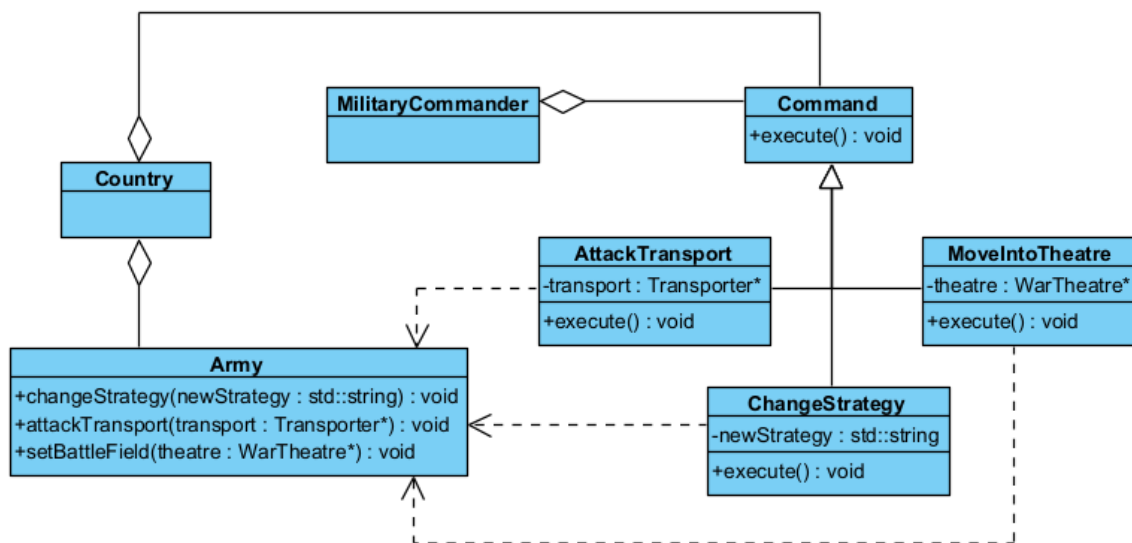 MilitaryCommander
Command
+execute() : void
Country
AttackTransport
-transport : Transporter*
+execute() : void
MoveIntoTheatre
-theatre : WarTheatre*
+execute() : void
Army
+changeStrategy(newStrategy : std::string) : void
+attackTransport(transport : Transporter*) : void
+setBattleField(theatre : WarTheatre*) : void
ChangeStrategy
-newStrategy : std::string
+execute() : void